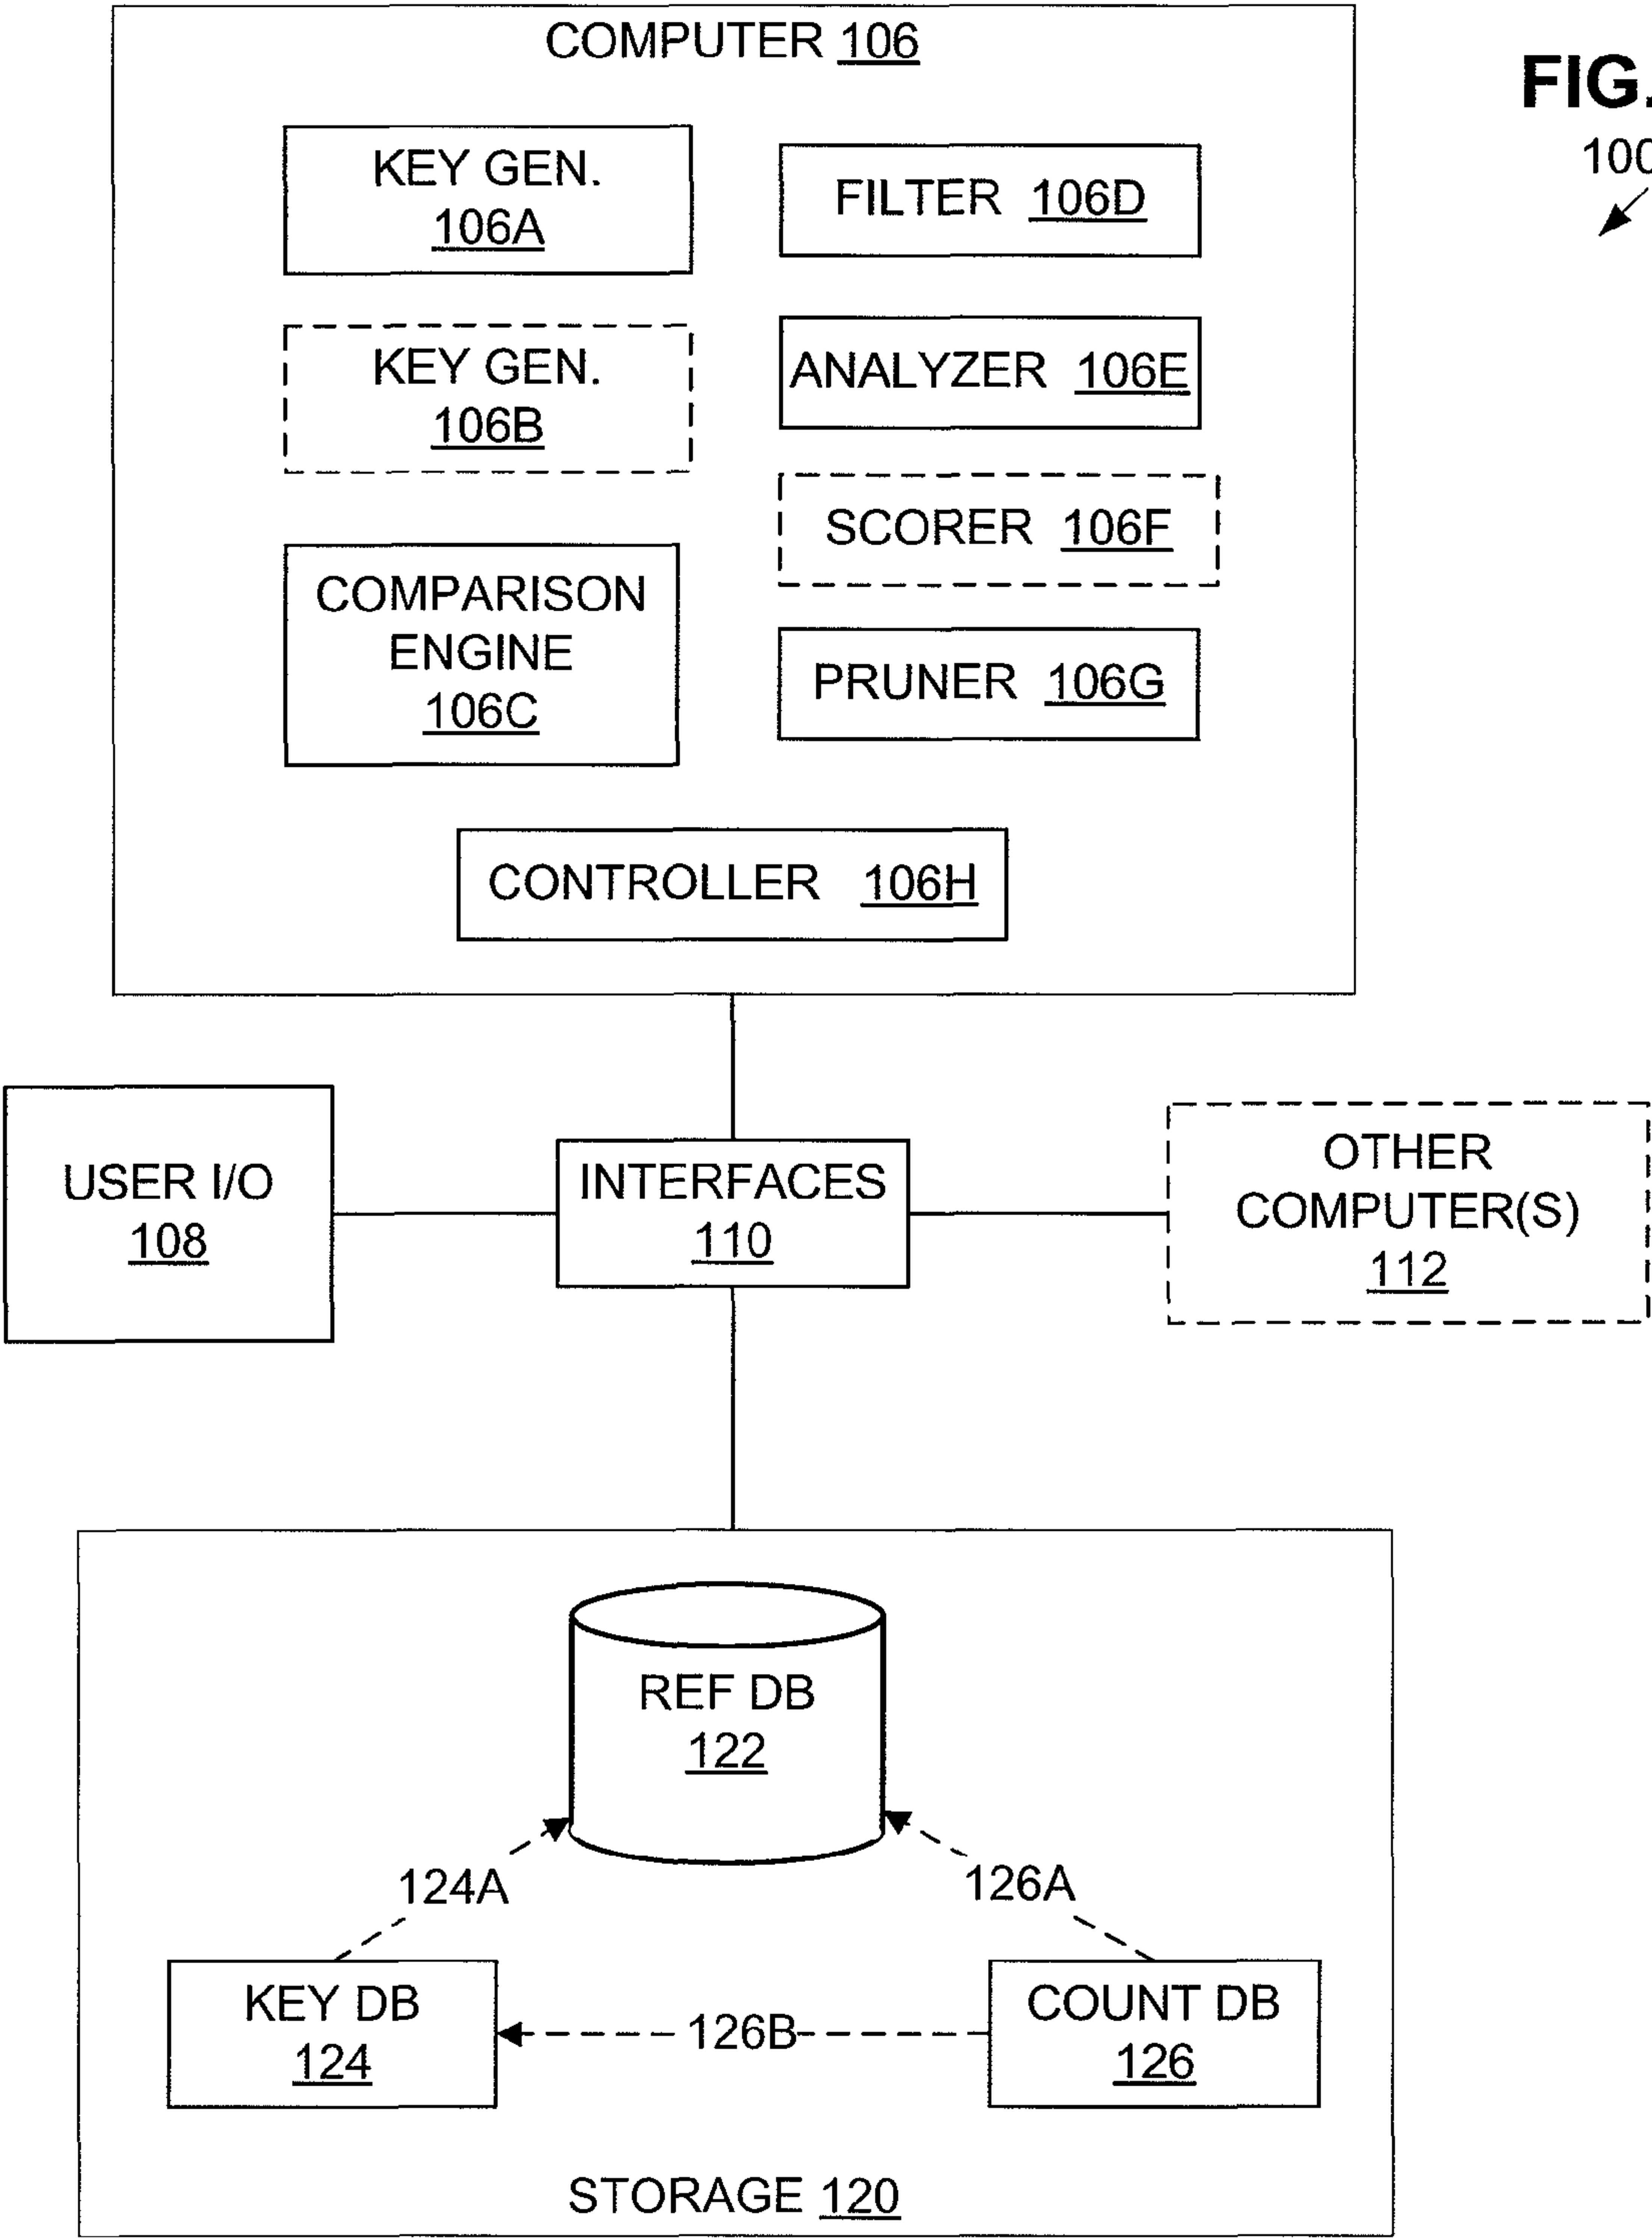 COMPUTER 106
FIG.
100
KEY GEN.
106A
FILTER 106D
KEY GEN.
106B
ANALYZER 106E
SCORER 106F
COMPARISON
ENGINE
106C
PRUNER 106G
CONTROLLER 106H
USER I/O
108
INTERFACES
110
OTHER
COMPUTER(S)
112
REF DB
122
124A
126A
KEY DB
124
126B
COUNT DB
126
STORAGE 120